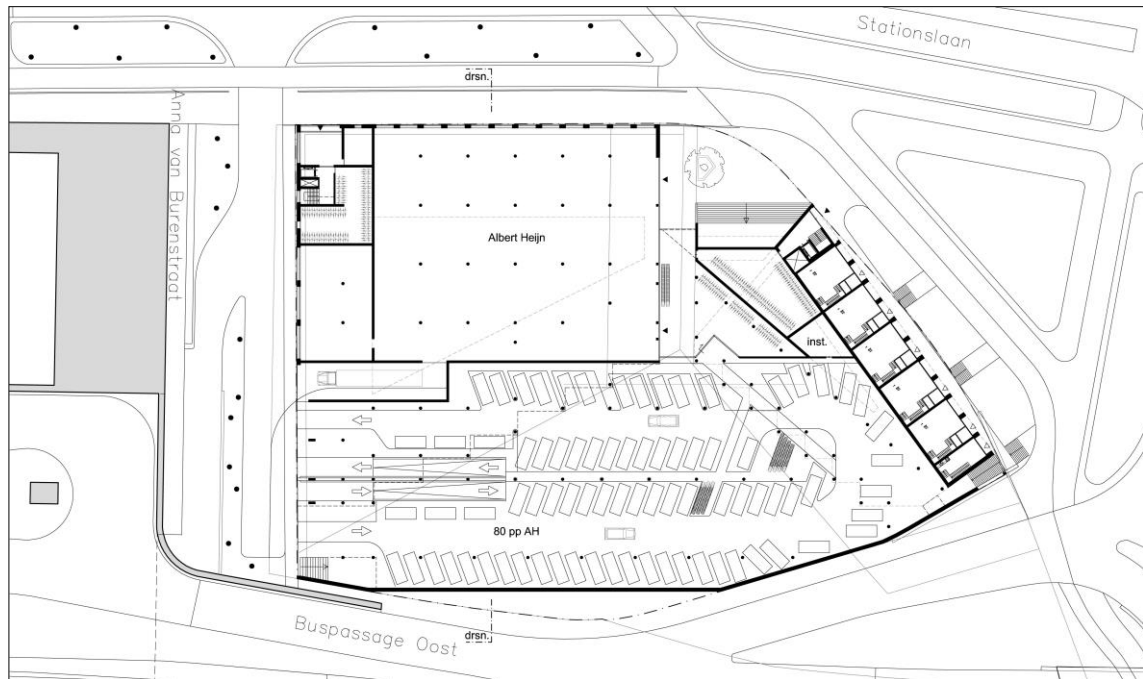 Stationslaan
drsn.
Anna van Burenstraat
Albert Heijn
inst.
80 pp AH
Buspassage Oost
drsn.